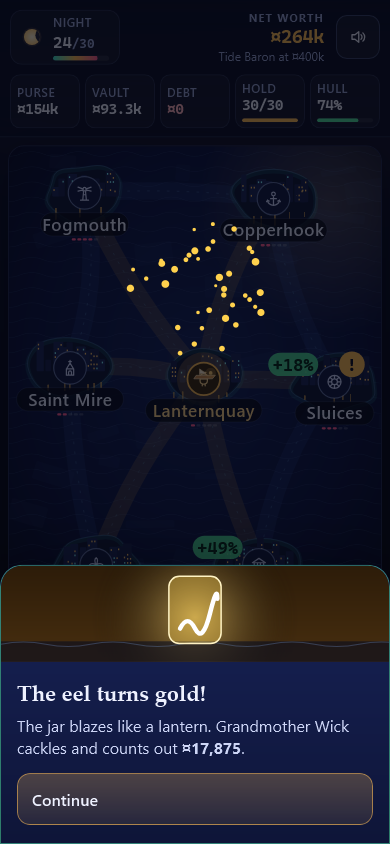 NIGHT
24/30
NET WORTH
¤264k
Tide Baron at ¤400k
PURSE
¤154k
VAULT
¤93.3k
DEBT
¤0
HOLD
30/30
HULL
74%
Fogmouth
Copperhook
+18%
!
Saint Mire
Lanternquay
Sluices
+49%
The eel turns gold!
The jar blazes like a lantern. Grandmother Wick
cackles and counts out ¤17,875.
Continue